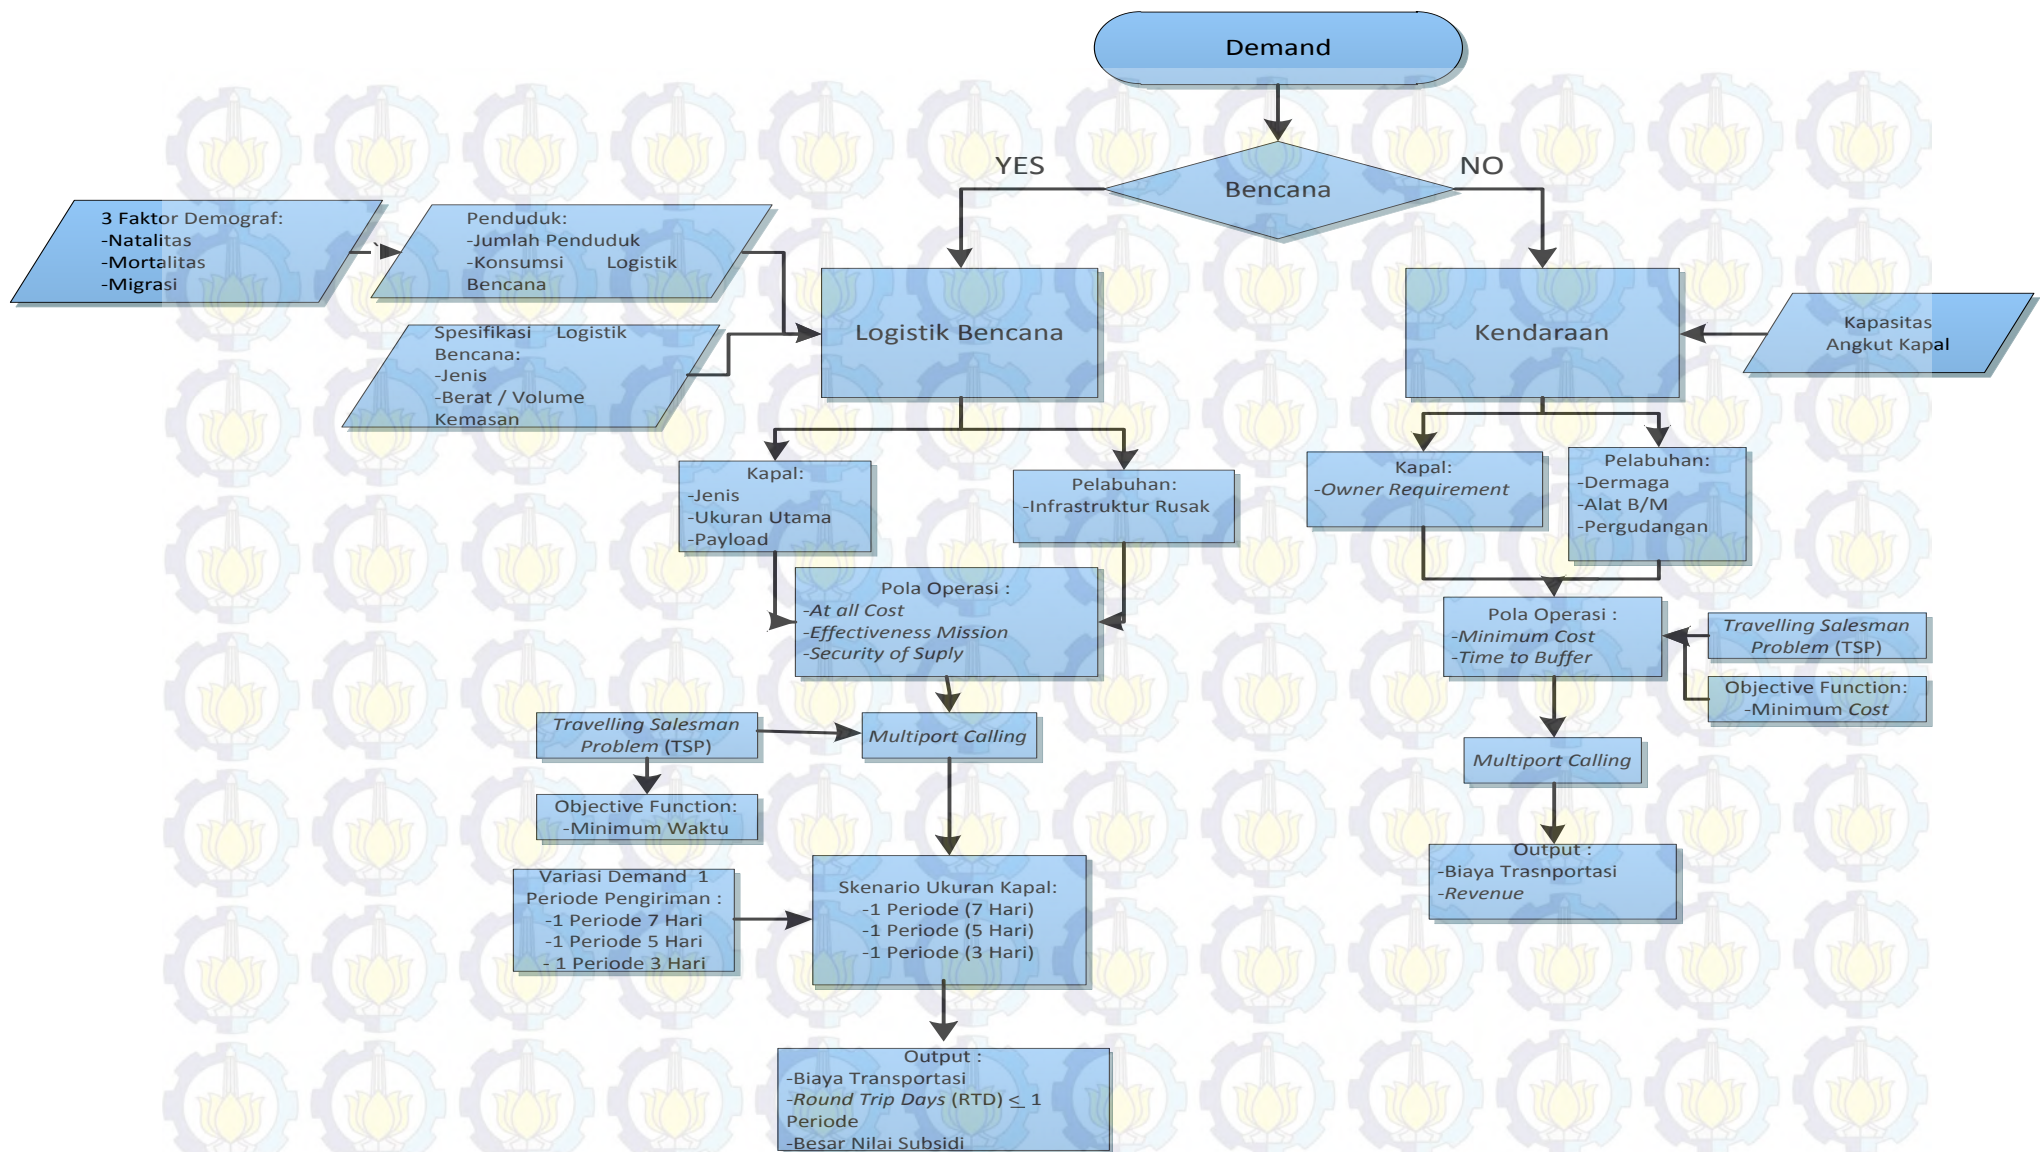 Demand
YES
NO
Bencana
3 Faktor Demograf:
-Natalitas
-Mortalitas
-Migrasi
Penduduk:
-Jumlah Penduduk
-Konsumsi Logistik
Bencana
Spesifikasi Logistik
Bencana:
-Jenis
-Berat / Volume
Kemasan
Logistik Bencana
Kendaraan
Kapasitas
Angkut Kapal
Kapal:
-Jenis
-Ukuran Utama
-Payload
Pelabuhan:
-Infrastruktur Rusak
Kapal:
-Owner Requirement
Pelabuhan:
-Dermaga
-Alat B/M
-Pergudangan
Pola Operasi :
-At all Cost
-Effectiveness Mission
-Security of Suply
Pola Operasi :
-Minimum Cost
-Time to Buffer
Travelling Salesman
Problem (TSP)
Objective Function:
-Minimum Cost
Travelling Salesman
Problem (TSP)
Multiport Calling
Multiport Calling
Objective Function:
-Minimum Waktu
Variasi Demand 1
Periode Pengiriman :
-1 Periode 7 Hari
-1 Periode 5 Hari
- 1 Periode 3 Hari
Skenario Ukuran Kapal:
-1 Periode (7 Hari)
-1 Periode (5 Hari)
-1 Periode (3 Hari)
Output :
-Biaya Trasnportasi
-Revenue
Output :
-Biaya Transportasi
-Round Trip Days (RTD) ≤ 1
Periode
-Besar Nilai Subsidi